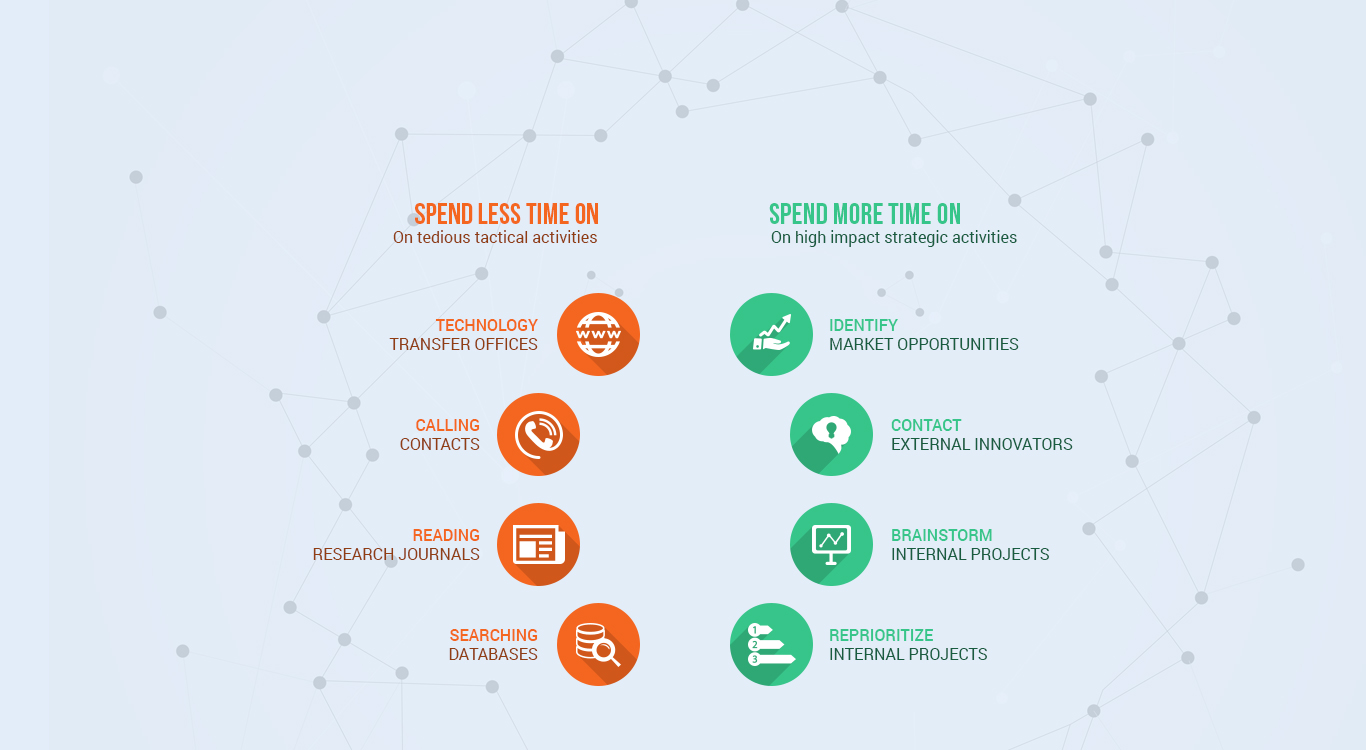 SPEND LESS TIME ON
On tedious tactical activities
TECHNOLOGY
TRANSFER OFFICES
WWW
CALLING
CONTACTS
READING
RESEARCH JOURNALS
SEARCHING
DATABASES
SPEND MORE TIME ON
On high impact strategic activities
IDENTIFY
MARKET OPPORTUNITIES
CONTACT
EXTERNAL INNOVATORS
BRAINSTORM
INTERNAL PROJECTS
1
2
3
REPRIORITIZE
INTERNAL PROJECTS